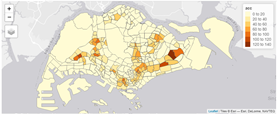 +
−
acc
0 to 20
20 to 40
40 to 60
60 to 80
80 to 100
100 to 120
120 to 140
Leaflet | Tiles © Esri — Esri, DeLorme, NAVTEQ